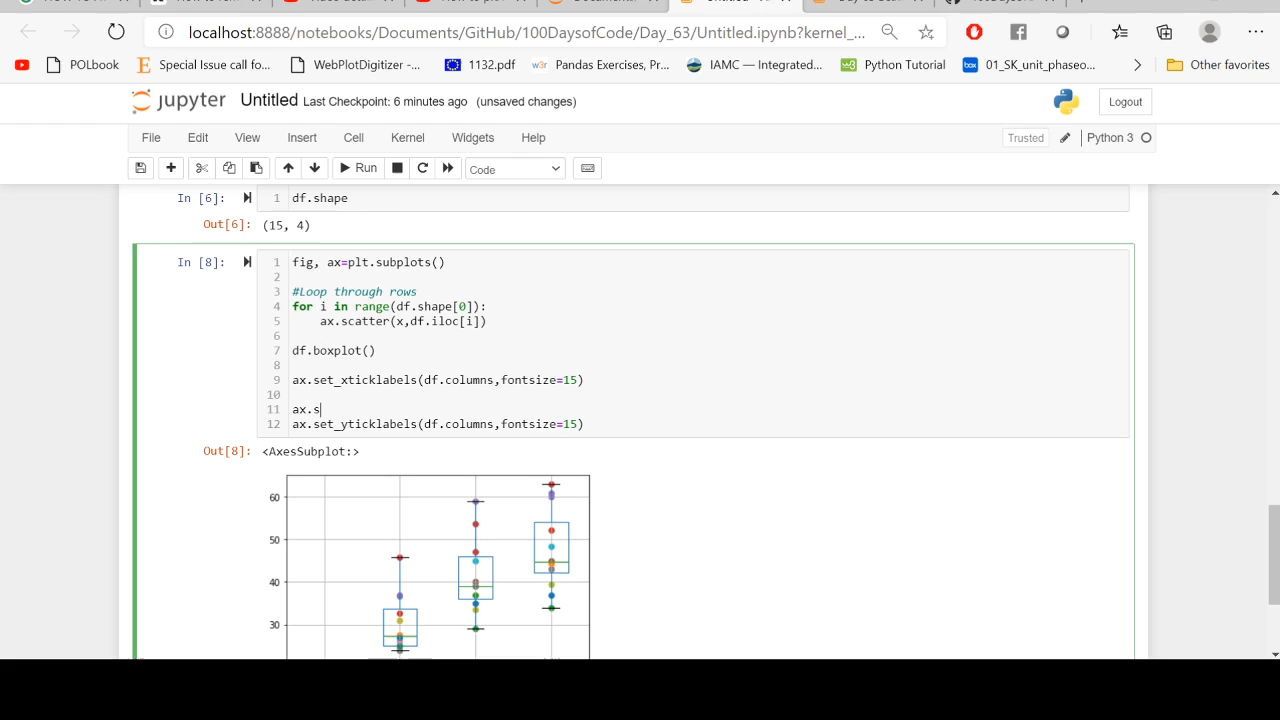 localhost:8888/notebooks/Documents/GitHub/100DaysofCode/Day_63/Untitled.ipynb?kernel_...
POLbook
Special Issue call fo...
WebPlotDigitizer -...
1132.pdf
Pandas Exercises, Pr...
IAMC — Integrated...
Python Tutorial
01_SK_unit_phaseo...
Other favorites
jupyter Untitled Last Checkpoint: 6 minutes ago (unsaved changes)
Logout
File Edit View Insert Cell Kernel Widgets Help
Trusted
Python 3
Run
Code
In [6]: 1 df.shape
Out[6]: (15, 4)
In [8]: 1 fig, ax=plt.subplots()
2
3 #Loop through rows
4 for i in range(df.shape[0]):
5     ax.scatter(x,df.iloc[i])
6
7 df.boxplot()
8
9 ax.set_xticklabels(df.columns,fontsize=15)
10
11 ax.s
12 ax.set_yticklabels(df.columns,fontsize=15)
Out[8]: <AxesSubplot:>
60
50
40
30